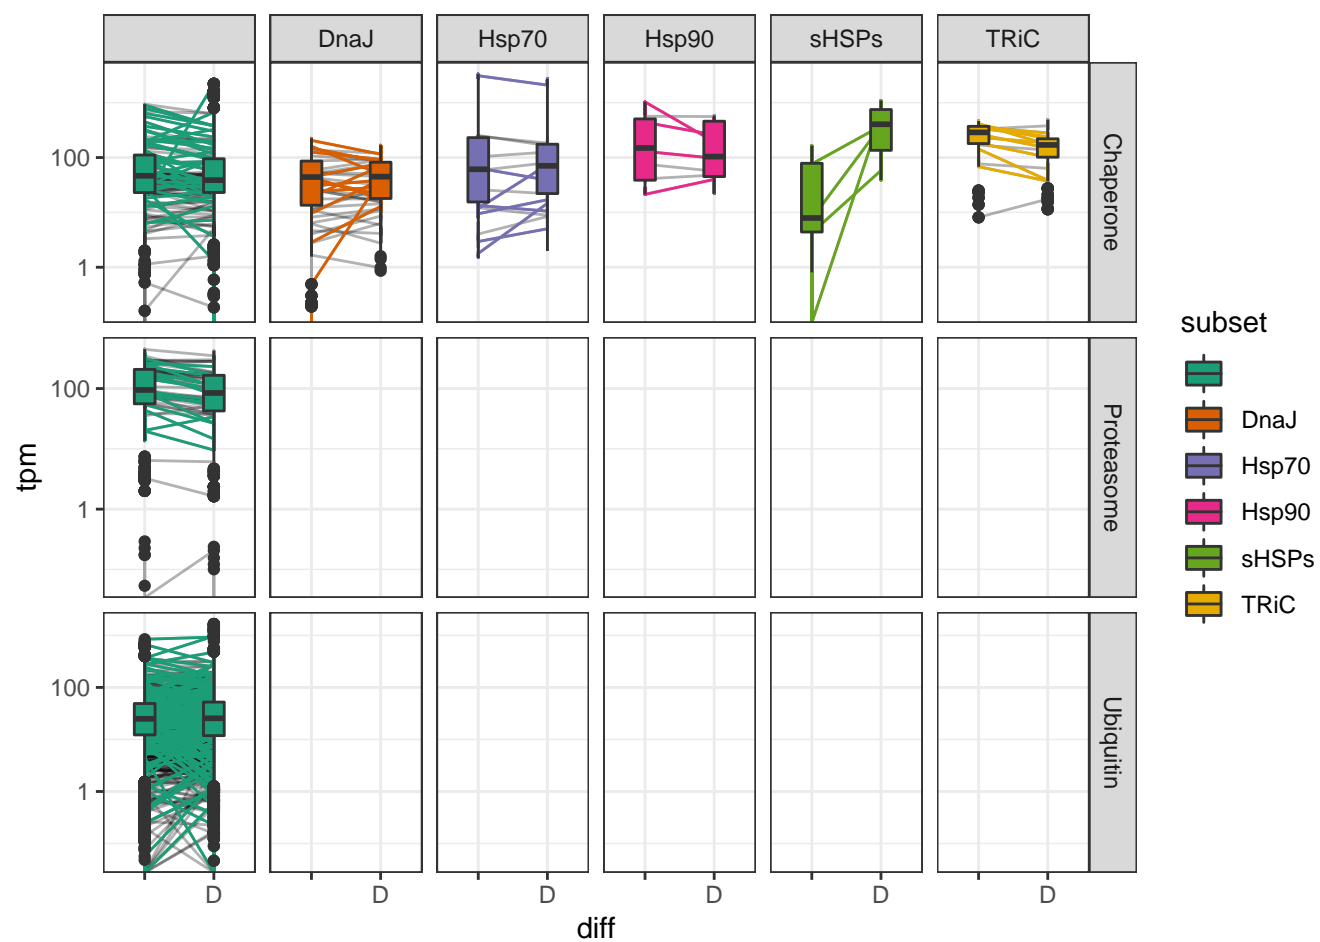 DnaJ Hsp70 Hsp90 sHSPs TRiC
100
1
Chaperone
100
1
Proteasome
100
1
Ubiquitin
tpm
D D D D D D
diff
subset
DnaJ
Hsp70
Hsp90
sHSPs
TRiC